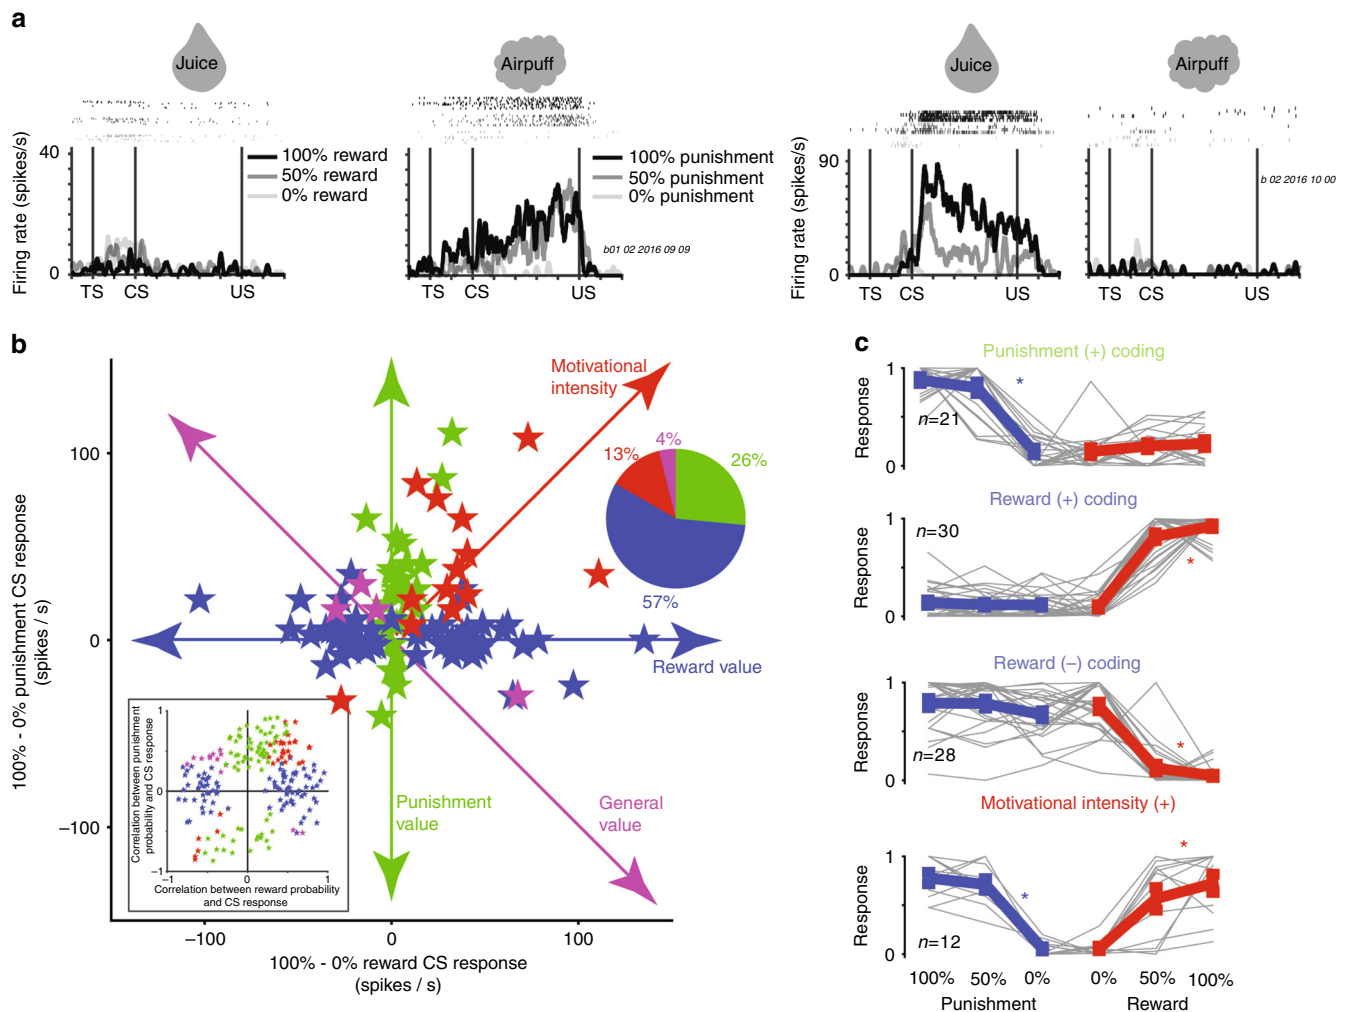 a
Juice
Airpuff
Juice
Airpuff
Firing rate (spikes/s)
40
0
TS
CS
US
100% reward
50% reward
0% reward
TS
CS
US
100% punishment
50% punishment
0% punishment
b01 02 2016 09 09
Firing rate (spikes/s)
90
0
TS
CS
US
TS
CS
US
b 02 2016 10 00
b
100% - 0% punishment CS response
(spikes / s)
100
0
−100
−100
0
100
100% - 0% reward CS response
(spikes / s)
Motivational
intensity
13%
4%
26%
57%
Reward value
Punishment
value
General
value
Correlation between punishment
probability and CS response
1
0
−1
0
1
Correlation between reward probability
and CS response
c
Punishment (+) coding
Response
1
0
n=21
*
Reward (+) coding
Response
1
0
n=30
*
Reward (−) coding
Response
1
0
n=28
*
Motivational intensity (+)
Response
1
0
n=12
*
*
100%
50%
0%
0%
50%
100%
Punishment
Reward